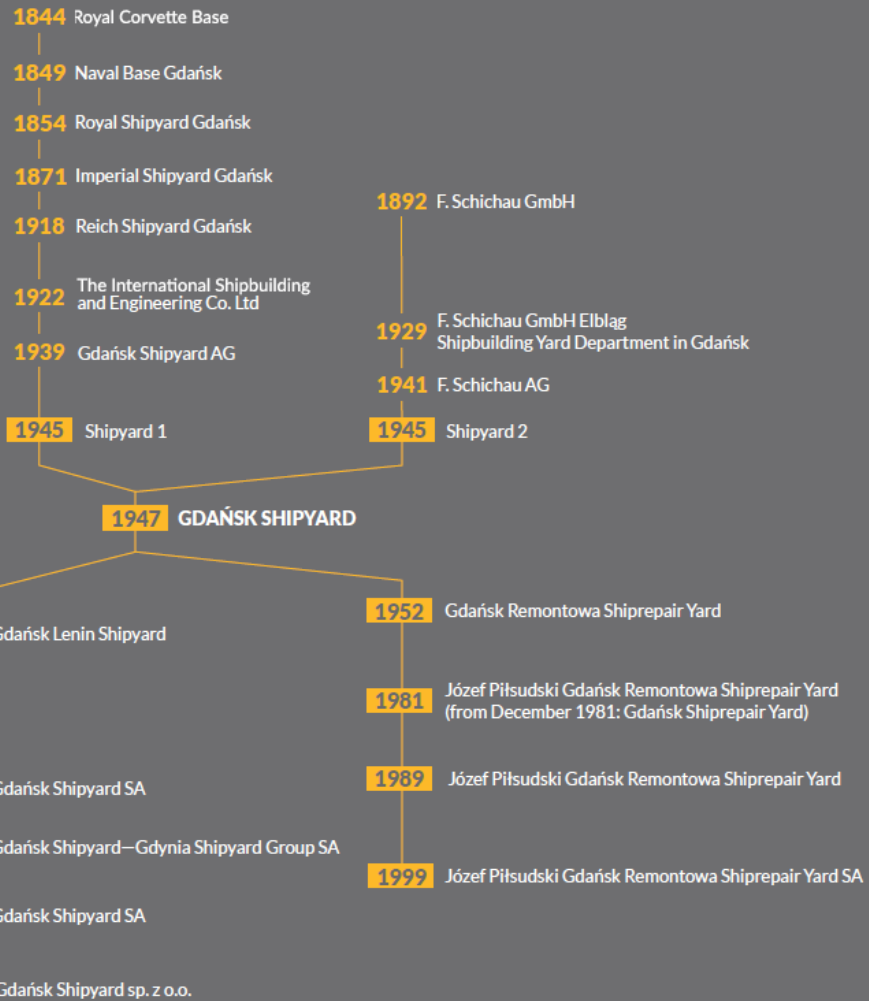 1844 Royal Corvette Base
1849 Naval Base Gdańsk
1854 Royal Shipyard Gdańsk
1871 Imperial Shipyard Gdańsk
1918 Reich Shipyard Gdańsk
1922 The International Shipbuilding
and Engineering Co. Ltd
1939 Gdańsk Shipyard AG
1945 Shipyard 1
1892 F. Schichau GmbH
1929 F. Schichau GmbH Elbląg
Shipbuilding Yard Department in Gdańsk
1941 F. Schichau AG
1945 Shipyard 2
1947 GDAŃSK SHIPYARD
Gdańsk Lenin Shipyard
Gdańsk Shipyard SA
Gdańsk Shipyard—Gdynia Shipyard Group SA
Gdańsk Shipyard SA
Gdańsk Shipyard sp. z o.o.
1952 Gdańsk Remontowa Shiprepair Yard
1981 Józef Piłsudski Gdańsk Remontowa Shiprepair Yard
(from December 1981: Gdańsk Shiprepair Yard)
1989 Józef Piłsudski Gdańsk Remontowa Shiprepair Yard
1999 Józef Piłsudski Gdańsk Remontowa Shiprepair Yard SA